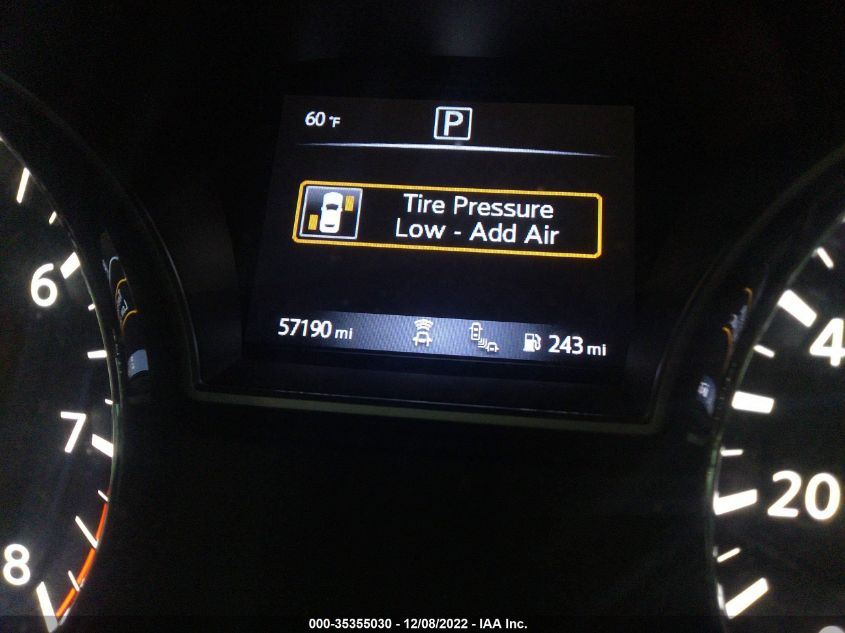 60 °F
P
Tire Pressure
Low - Add Air
57190 mi
243 mi
6
7
8
4
20
000-35355030 - 12/08/2022 - IAA Inc.